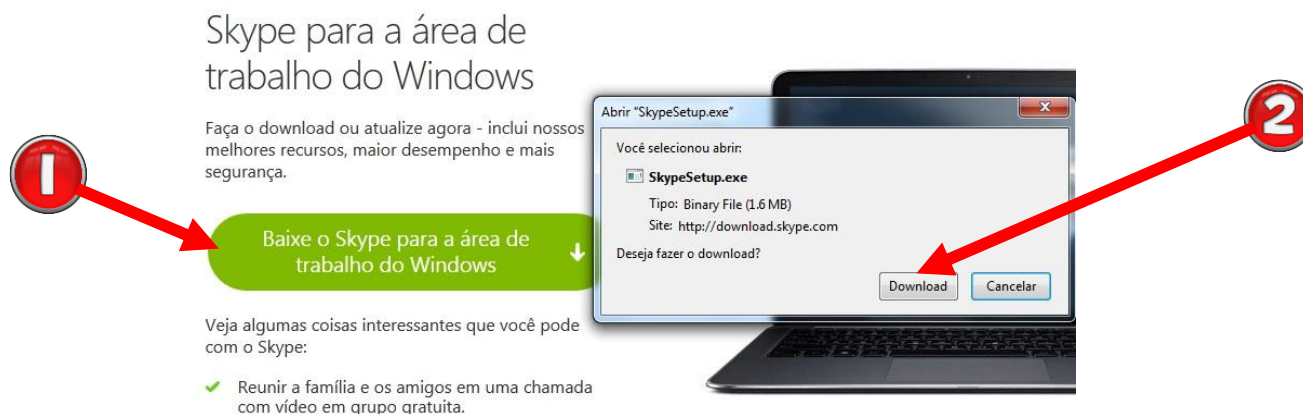 Skype para a área de
trabalho do Windows
Faça o download ou atualize agora - inclui nossos
melhores recursos, maior desempenho e mais
segurança.
Baixe o Skype para a área de
trabalho do Windows
Veja algumas coisas interessantes que você pode
com o Skype:
Reunir a família e os amigos em uma chamada
com vídeo em grupo gratuita.
1
Abrir "SkypeSetup.exe"
Você selecionou abrir:
SkypeSetup.exe
Tipo: Binary File (1.6 MB)
Site: http://download.skype.com
Deseja fazer o download?
Download Cancelar
2